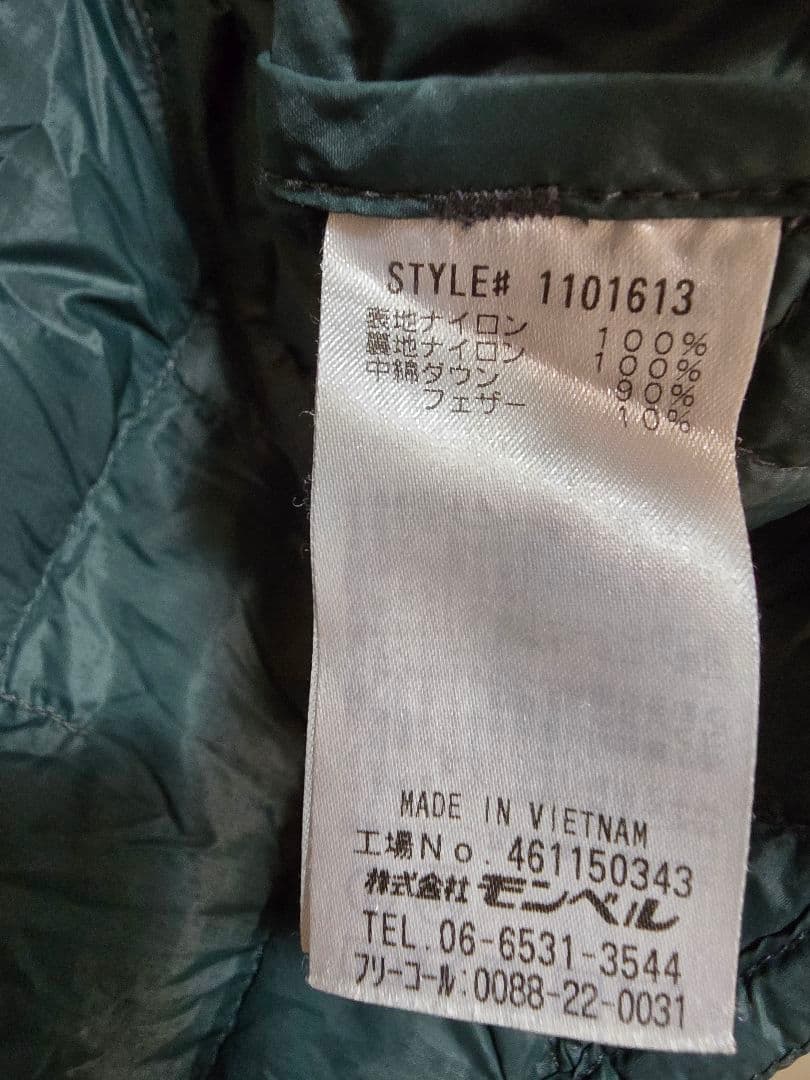 STYLE# 1101613
表地ナイロン 100%
裏地ナイロン 100%
中綿ダウン 90%
フェザー 10%
MADE IN VIETNAM
工場No. 461150343
株式会社モンベル
TEL. 06-6531-3544
フリーコール:0088-22-0031